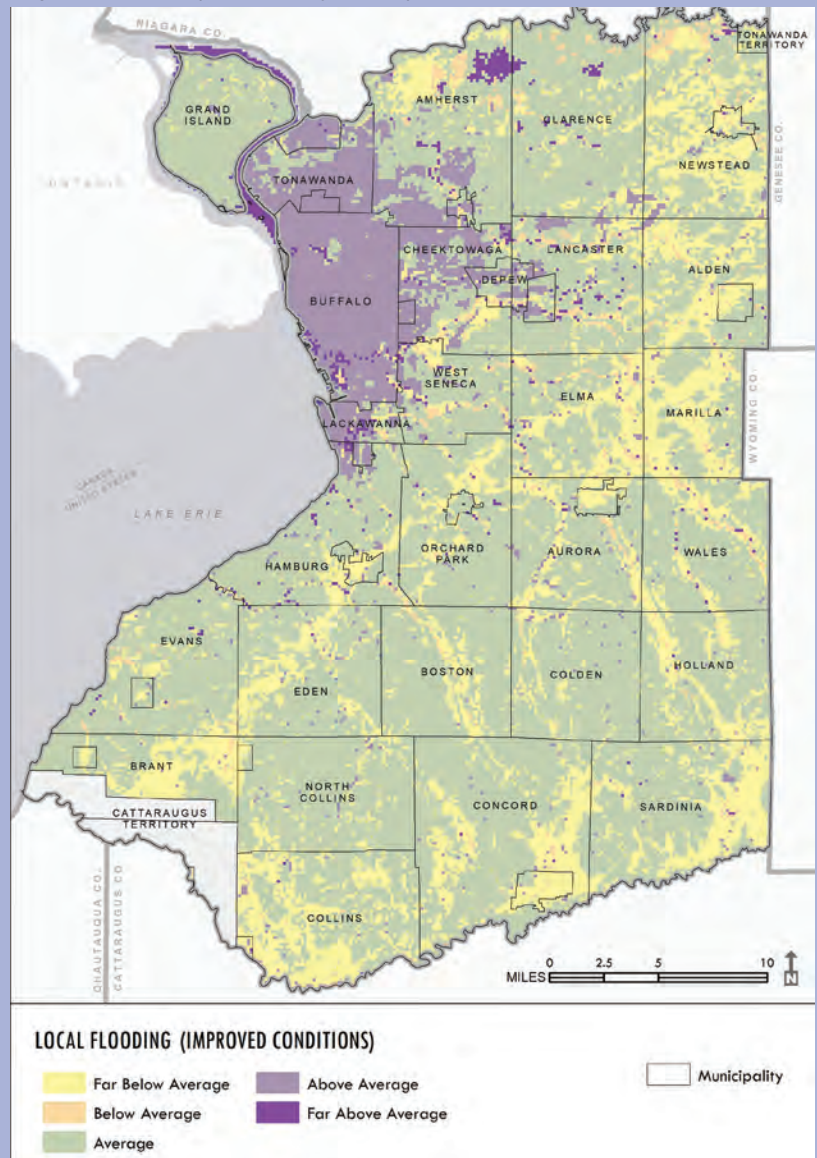 NIAGARA CO.
TONAWANDA
TERRITORY
AMHERST
GRAND
ISLAND
CLARENCE
GENESEE CO.
ONTARIO
TONAWANDA
NEWSTEAD
CHEEKTOWAGA
LANCASTER
ALDEN
DEPEW
BUFFALO
WEST
SENECA
ELMA
MARILLA
WYOMING CO.
LACKAWANNA
CANADA
UNITED STATES
LAKE ERIE
ORCHARD
PARK
AURORA
WALES
HAMBURG
EVANS
EDEN
BOSTON
COLDEN
HOLLAND
BRANT
NORTH
COLLINS
CONCORD
SARDINIA
CATTARAUGUS
TERRITORY
CHAUTAUQUA CO.
CATTARAUGUS CO
COLLINS
0 2.5 5 10
MILES
N
LOCAL FLOODING (IMPROVED CONDITIONS)
Far Below Average
Below Average
Average
Above Average
Far Above Average
Municipality